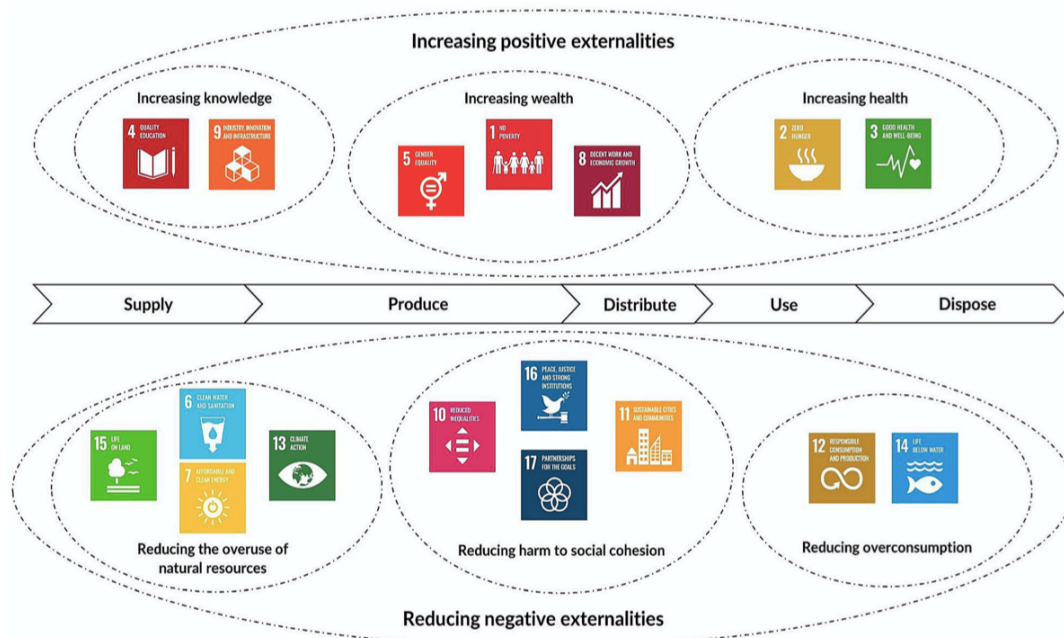 Increasing positive externalities
Increasing knowledge
4 QUALITY
EDUCATION
9 INDUSTRY, INNOVATION
AND INFRASTRUCTURE
Increasing wealth
5 GENDER
EQUALITY
1 NO
POVERTY
8 DECENT WORK AND
ECONOMIC GROWTH
Increasing health
2 ZERO
HUNGER
3 GOOD HEALTH
AND WELL-BEING
Supply
Produce
Distribute
Use
Dispose
15 LIFE
ON LAND
6 CLEAN WATER
AND SANITATION
7 AFFORDABLE AND
CLEAN ENERGY
13 CLIMATE
ACTION
Reducing the overuse of
natural resources
10 REDUCED
INEQUALITIES
16 PEACE, JUSTICE
AND STRONG
INSTITUTIONS
17 PARTNERSHIPS
FOR THE GOALS
11 SUSTAINABLE CITIES
AND COMMUNITIES
Reducing harm to social cohesion
12 RESPONSIBLE
CONSUMPTION
AND PRODUCTION
14 LIFE
BELOW WATER
Reducing overconsumption
Reducing negative externalities